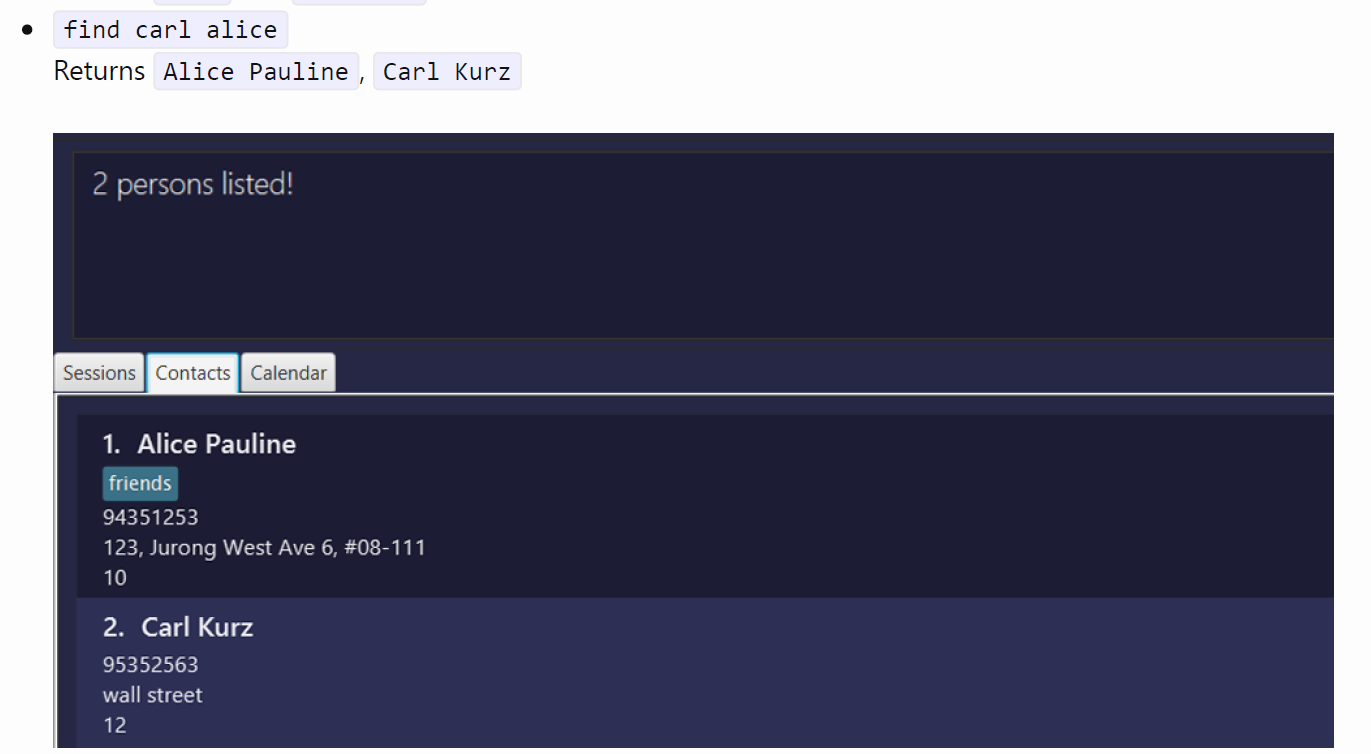 find carl alice
Returns Alice Pauline, Carl Kurz
2 persons listed!
Sessions Contacts Calendar
1. Alice Pauline
friends
94351253
123, Jurong West Ave 6, #08-111
10
2. Carl Kurz
95352563
wall street
12